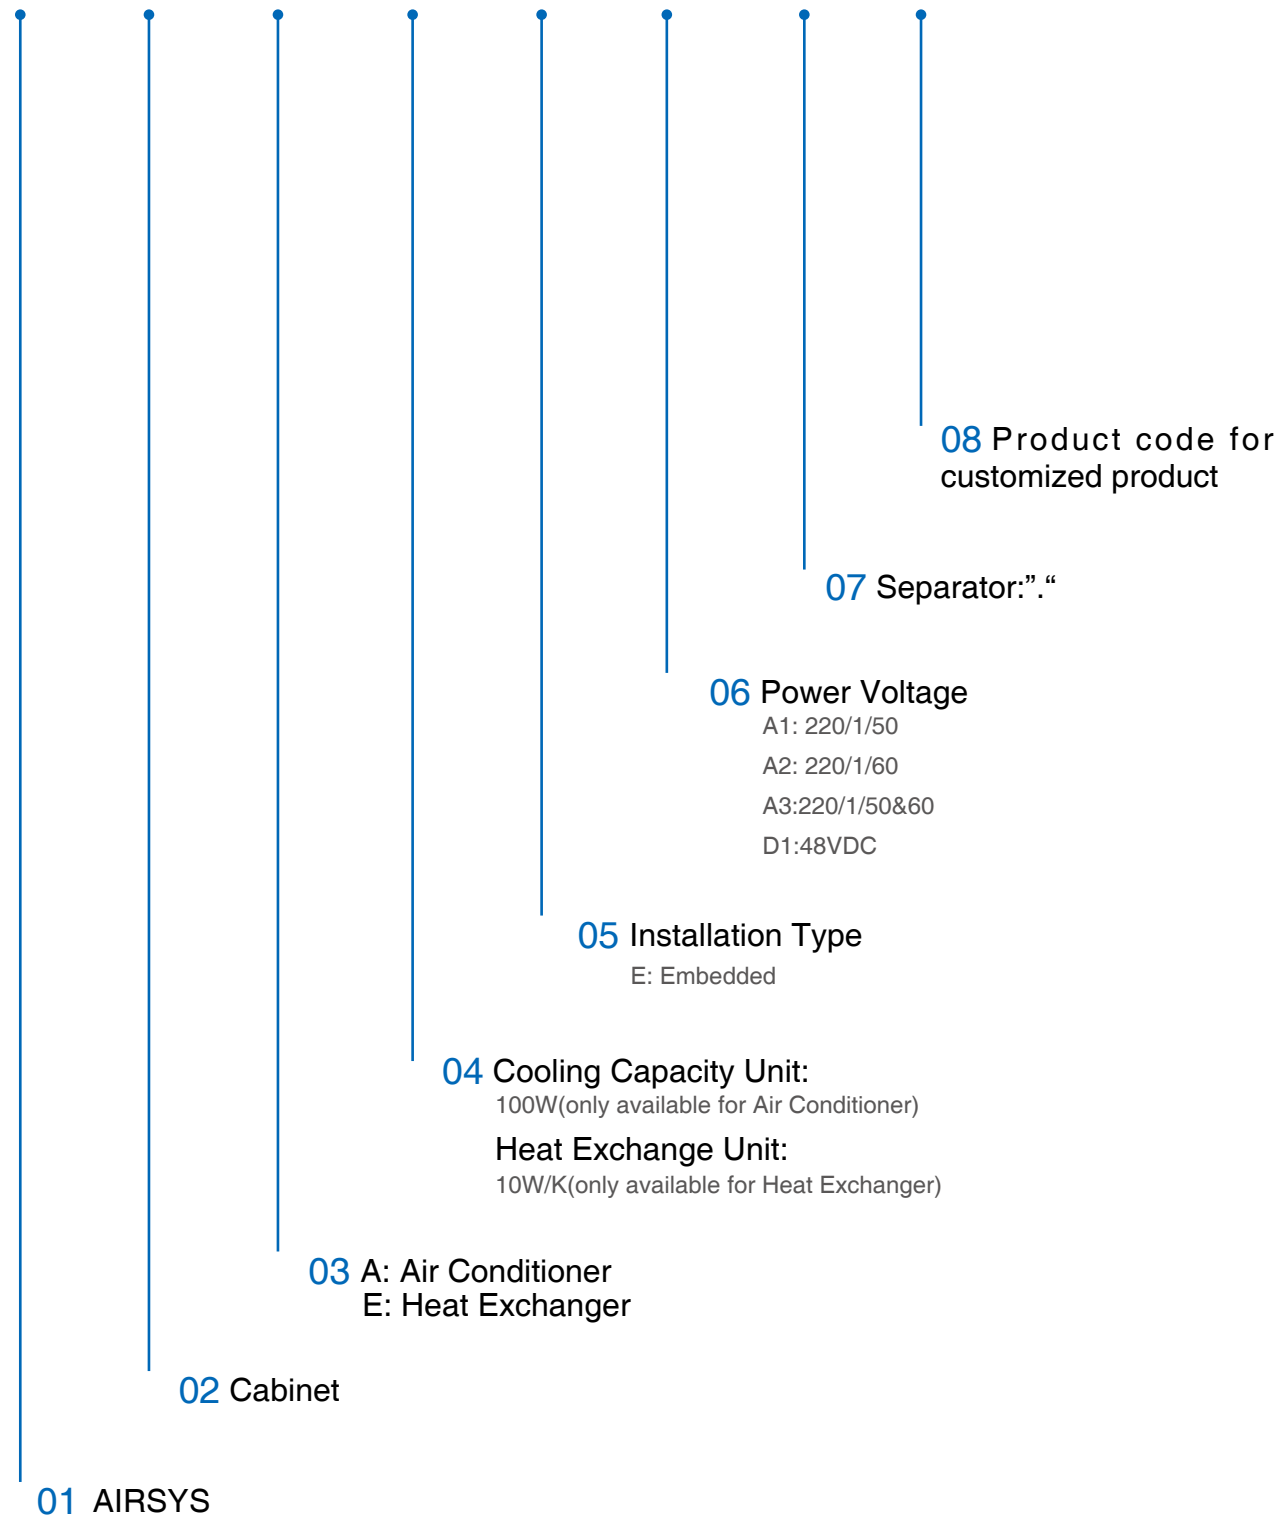 08 Product code for
customized product
07 Separator:”.“
06 Power Voltage
A1: 220/1/50
A2: 220/1/60
A3:220/1/50&60
D1:48VDC
05 Installation Type
E: Embedded
04 Cooling Capacity Unit:
100W(only available for Air Conditioner)
Heat Exchange Unit:
10W/K(only available for Heat Exchanger)
03 A: Air Conditioner
E: Heat Exchanger
02 Cabinet
01 AIRSYS